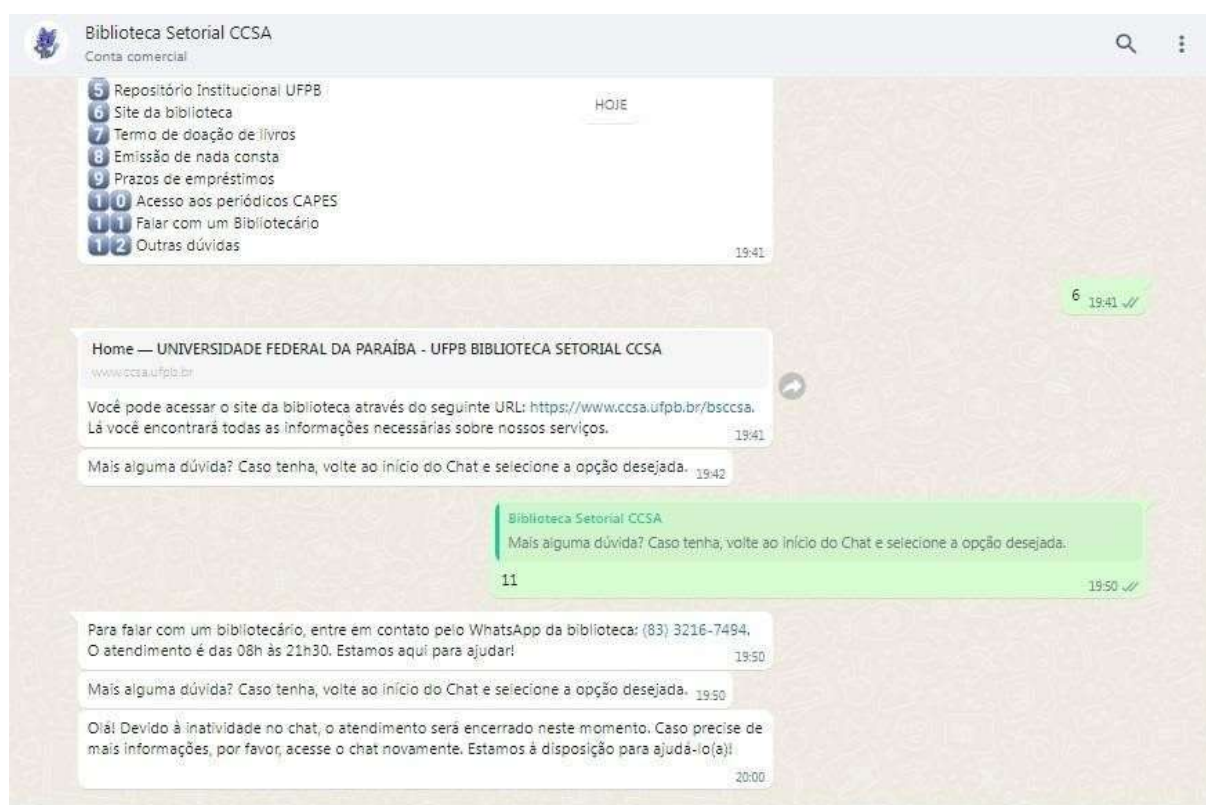 Biblioteca Setorial CCSA
Conta comercial
5 Repositório Institucional UFPB
HOJE
6 Site da biblioteca
7 Termo de doação de livros
8 Emissão de nada consta
9 Prazos de empréstimos
10 Acesso aos periódicos CAPES
11 Falar com um Bibliotecário
12 Outras dúvidas
19:41
6 19:41
Home — UNIVERSIDADE FEDERAL DA PARAÍBA - UFPB BIBLIOTECA SETORIAL CCSA
www.ccsa.ufpb.br
Você pode acessar o site da biblioteca através do seguinte URL: https://www.ccsa.ufpb.br/bsccsa.
Lá você encontrará todas as informações necessárias sobre nossos serviços. 19:41
Mais alguma dúvida? Caso tenha, volte ao início do Chat e selecione a opção desejada. 19:42
Biblioteca Setorial CCSA
Mais alguma dúvida? Caso tenha, volte ao início do Chat e selecione a opção desejada.
11 19:50
Para falar com um bibliotecário, entre em contato pelo WhatsApp da biblioteca: (83) 3216-7494.
O atendimento é das 08h às 21h30. Estamos aqui para ajudar! 19:50
Mais alguma dúvida? Caso tenha, volte ao início do Chat e selecione a opção desejada. 19:50
Olá! Devido à inatividade no chat, o atendimento será encerrado neste momento. Caso precise de
mais informações, por favor, acesse o chat novamente. Estamos à disposição para ajudá-lo(a)!
20:00